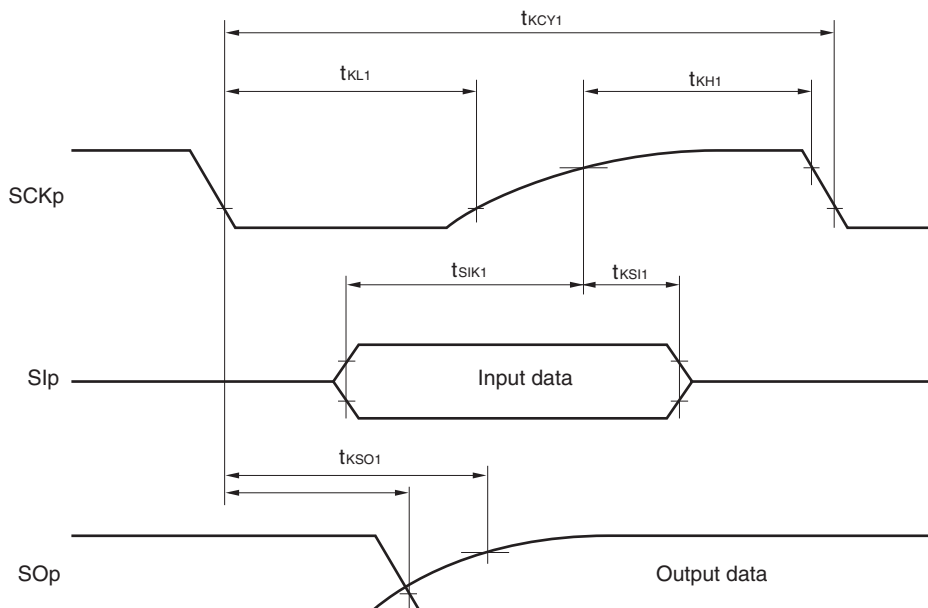 tKCY1
tKL1
tKH1
SCKp
tSIK1
tKSI1
SIp
Input data
tKSO1
SOp
Output data